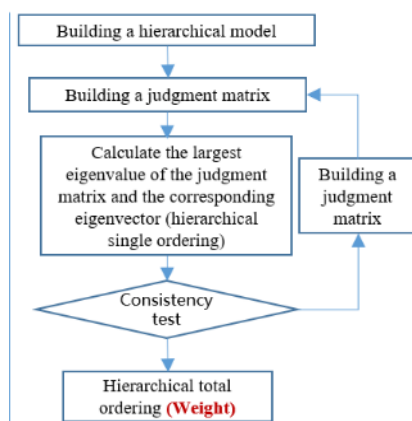 Building a hierarchical model
Building a judgment matrix
Calculate the largest
eigenvalue of the judgment
matrix and the corresponding
eigenvector (hierarchical
single ordering)
Building a
judgment
matrix
Consistency
test
Hierarchical total
ordering (Weight)